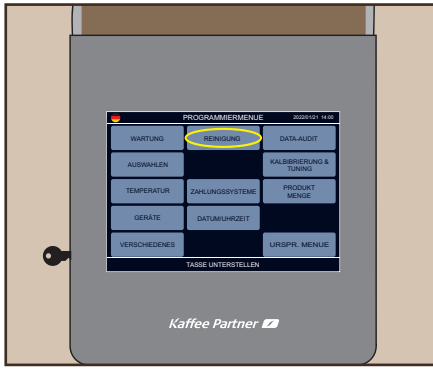 PROGRAMMIERMENUE 2022/01/21 14:00
WARTUNG REINIGUNG DATA-AUDIT
AUSWAHLEN KALBIBRIERUNG &
TUNING
TEMPERATUR ZAHLUNGSSYSTEME PRODUKT
MENGE
GERÄTE DATUM/UHRZEIT
VERSCHIEDENES URSPR. MENUE
TASSE UNTERSTELLEN
Kaffee Partner